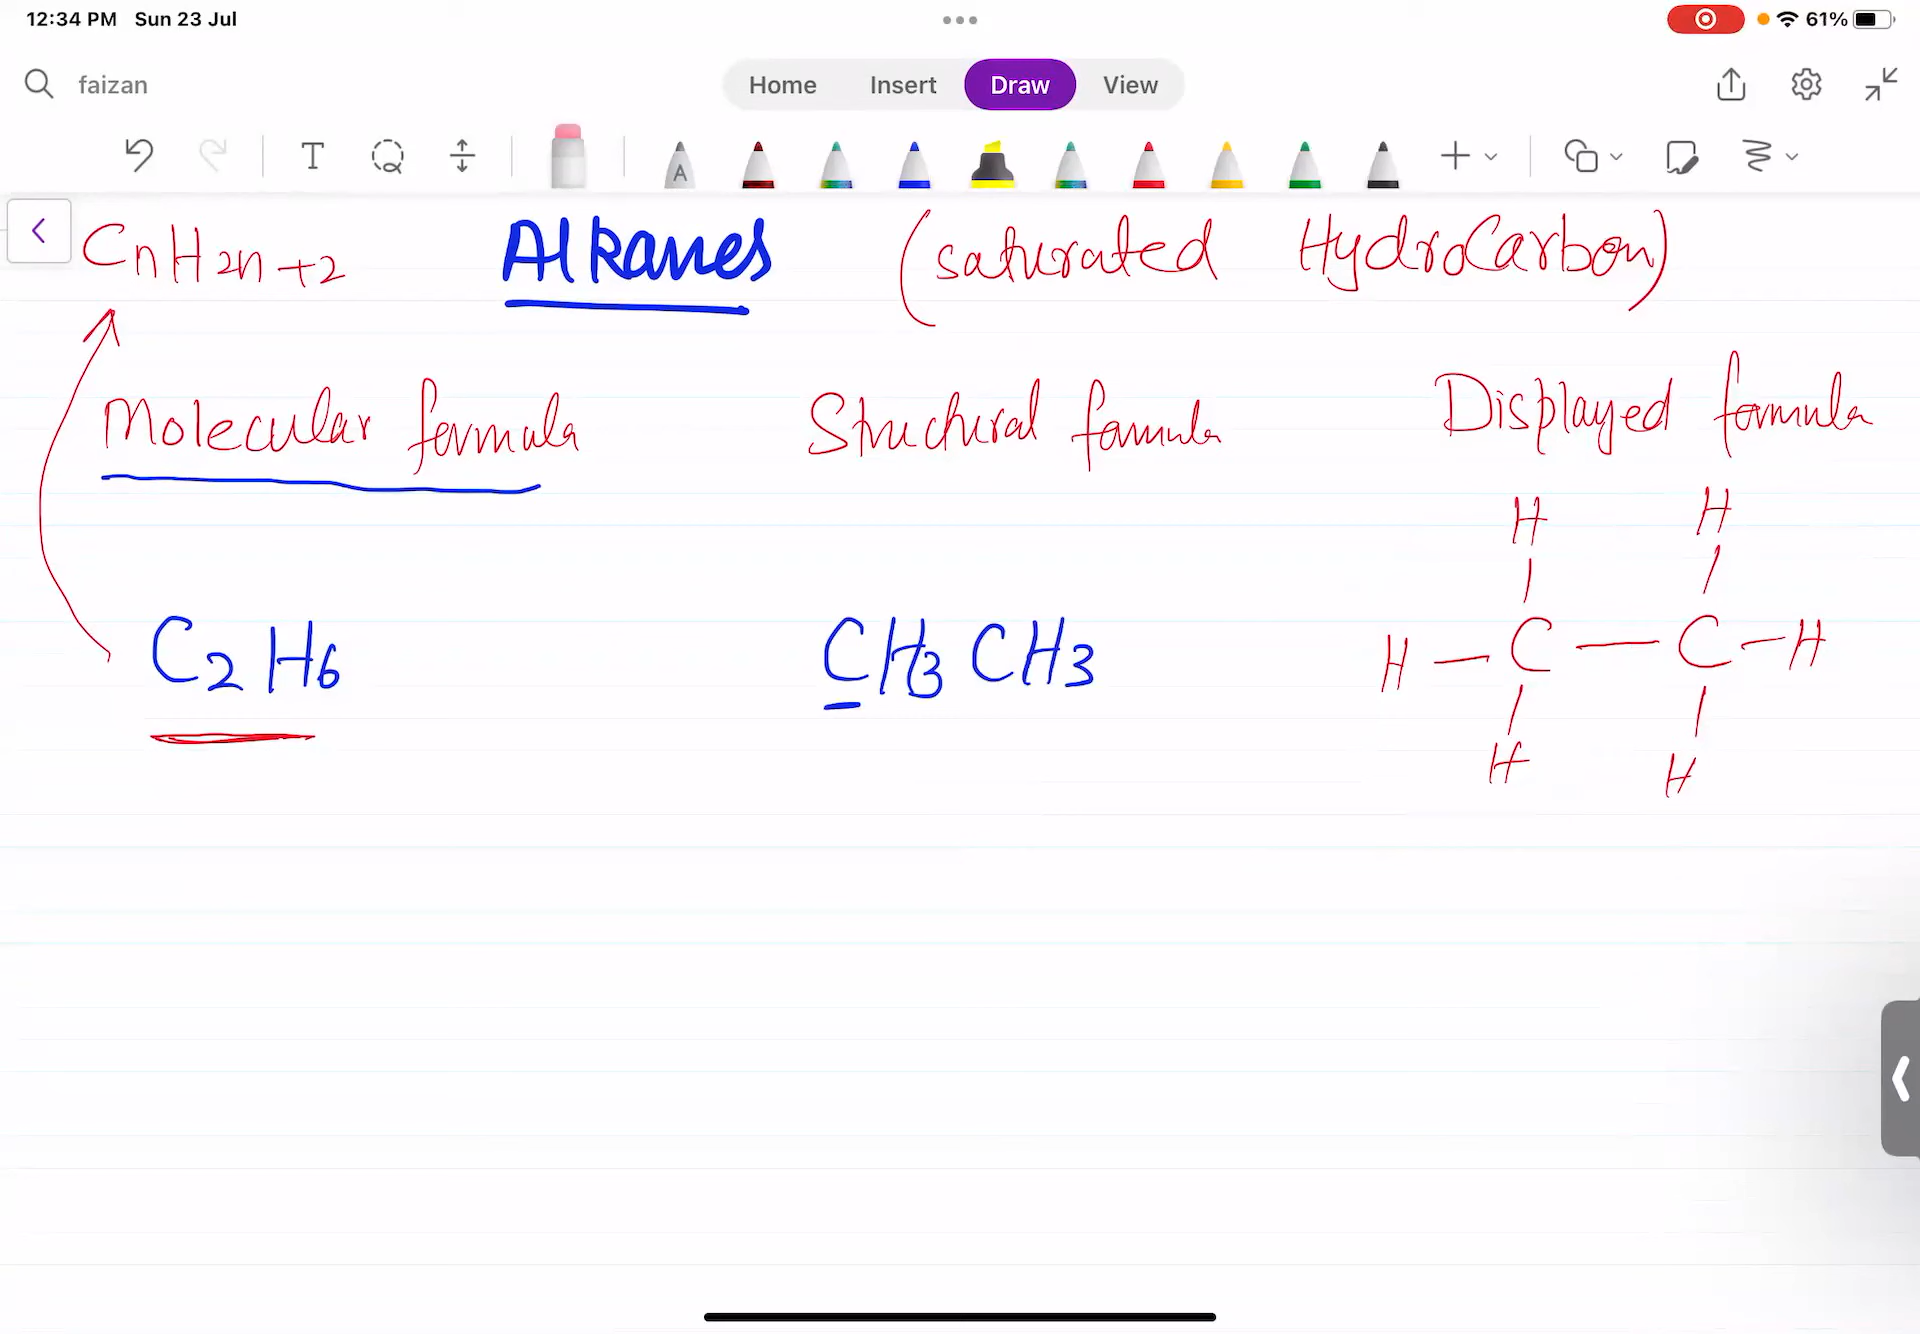 12:34 PM Sun 23 Jul 61%
faizan Home Insert Draw View
T A
CnH2n+2 Alkanes (saturated HydroCarbon)
Molecular formula Structural formula Displayed formula
H H
C2H6 CH3CH3 H—C—C—H
H H